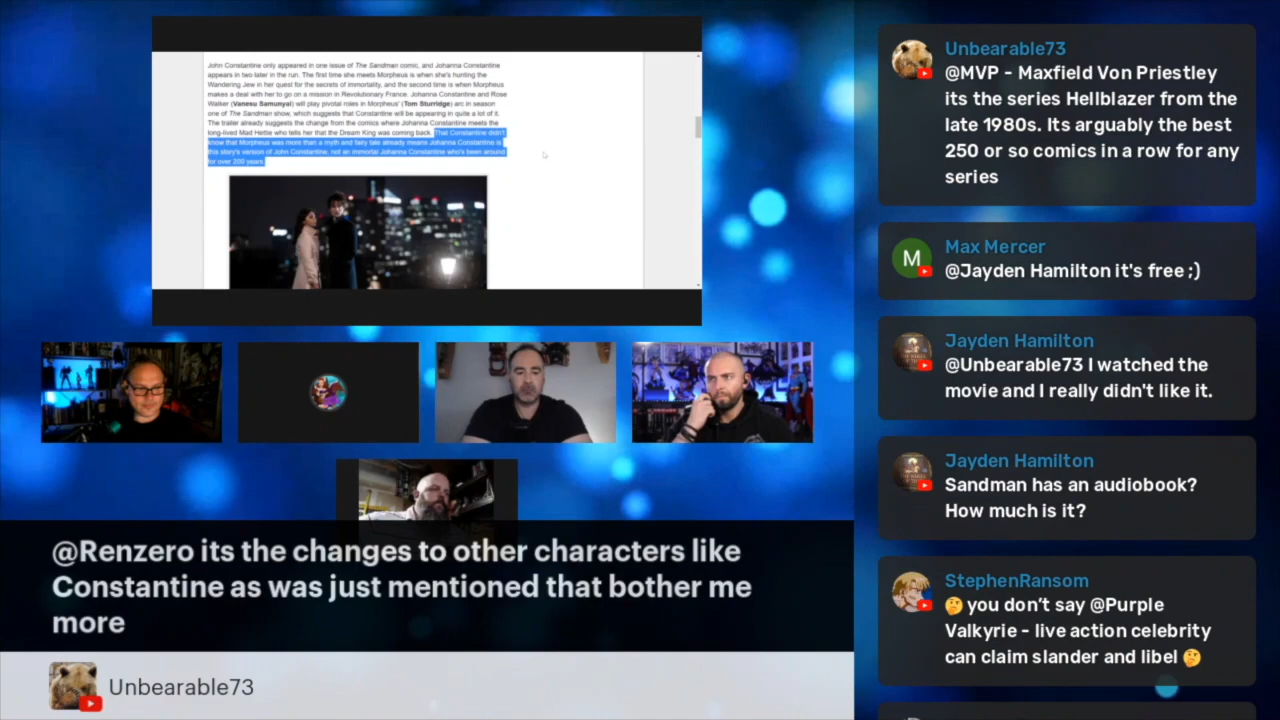 John Constantine only appeared in one issue of The Sandman comic, and Johanna Constantine
appears in two later in the run. The first time she meets Morpheus is when she's hunting the
Wandering Jew in her quest for the secrets of immortality, and the second time is when Morpheus
makes a deal with her to go on a mission in Revolutionary France. Johanna Constantine and Rose
Walker (Vanesu Samunyai) will play pivotal roles in Morpheus' (Tom Sturridge) arc in season
one of The Sandman show, which suggests that Constantine will be appearing in quite a lot of it.
The trailer already suggests the change from the comics where Johanna Constantine meets the
long-lived Mad Hettie who tells her that the Dream King was coming back. That Constantine didn't
know that Morpheus was more than a myth and fairy tale already means Johanna Constantine is
this story's version of John Constantine, not an immortal Johanna Constantine who's been around
for over 200 years.
@Renzero its the changes to other characters like
Constantine as was just mentioned that bother me
more
Unbearable73
Unbearable73
@MVP - Maxfield Von Priestley
its the series Hellblazer from the
late 1980s. Its arguably the best
250 or so comics in a row for any
series
M
Max Mercer
@Jayden Hamilton it's free ;)
Jayden Hamilton
@Unbearable73 I watched the
movie and I really didn't like it.
Jayden Hamilton
Sandman has an audiobook?
How much is it?
StephenRansom
🤔 you don’t say @Purple
Valkyrie - live action celebrity
can claim slander and libel 🤔